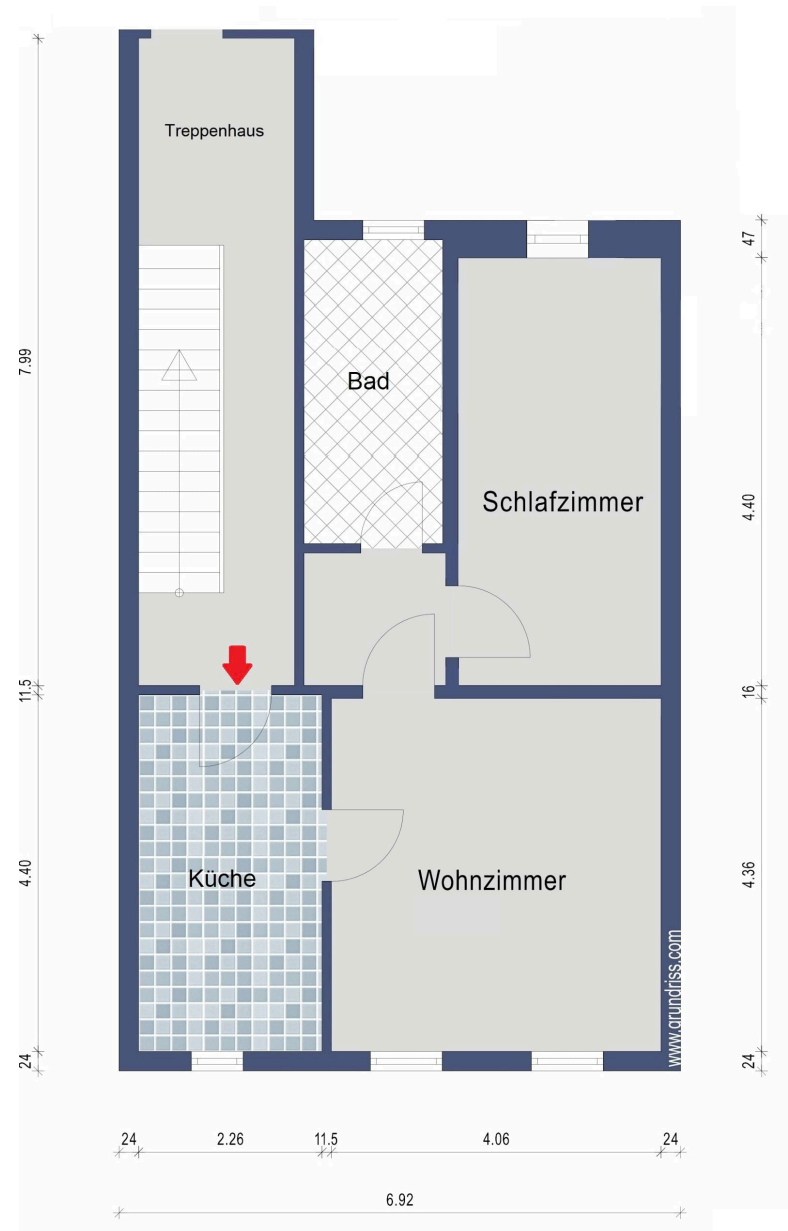 Treppenhaus
47
7.99
Bad
Schlafzimmer
4.40
11.5
16
4.40
Küche
Wohnzimmer
4.36
www.grundriss.com
24
24
24
2.26
11.5
4.06
24
6.92